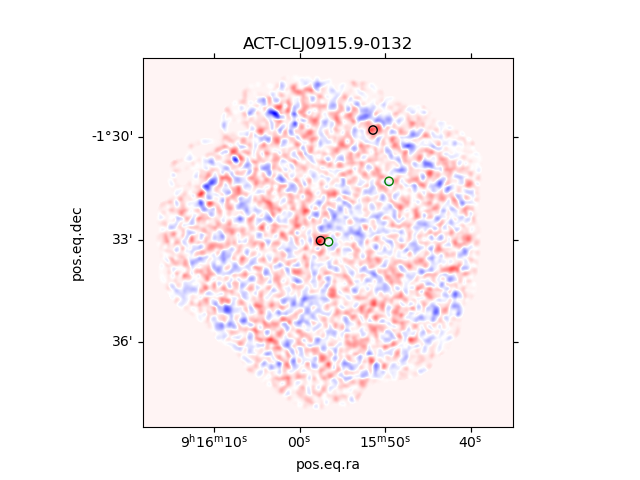 ACT-CLJ0915.9-0132
-1°30'
33'
36'
pos.eq.dec
9ʰ16ᵐ10ˢ 00ˢ 15ᵐ50ˢ 40ˢ
pos.eq.ra